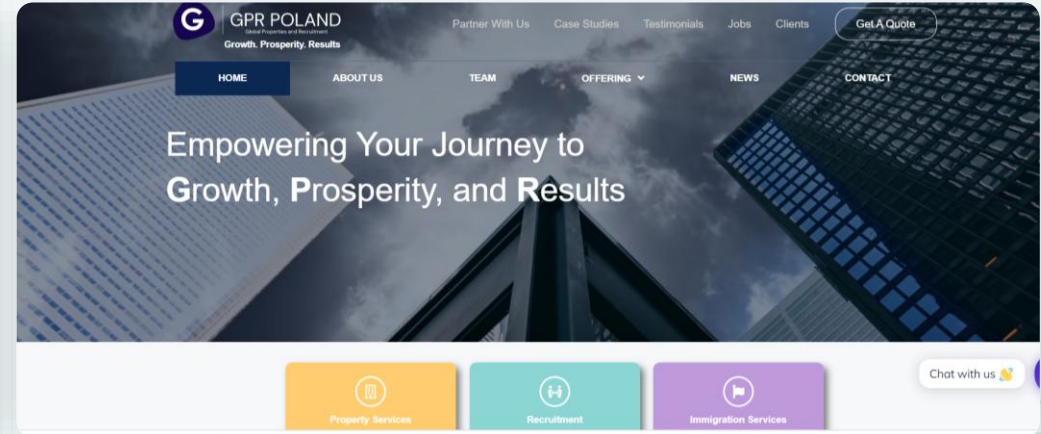 GPR POLAND
Global Properties and Recruitment
Growth. Prosperity. Results
Partner With Us Case Studies Testimonials Jobs Clients Get A Quote
HOME ABOUT US TEAM OFFERING NEWS CONTACT
Empowering Your Journey to
Growth, Prosperity, and Results
Chat with us 👋
Property Services Recruitment Immigration Services